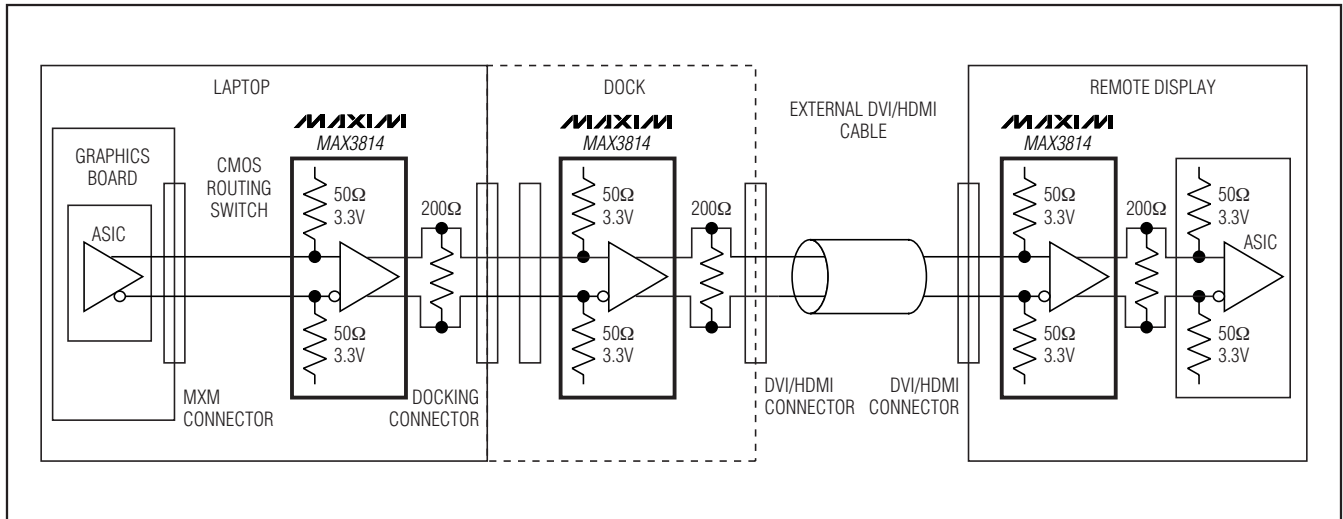 LAPTOP
GRAPHICS
BOARD
ASIC
MXM
CONNECTOR
CMOS
ROUTING
SWITCH
MAXIM
MAX3814
50Ω
3.3V
50Ω
3.3V
200Ω
DOCKING
CONNECTOR
DOCK
MAXIM
MAX3814
50Ω
3.3V
50Ω
3.3V
200Ω
DVI/HDMI
CONNECTOR
EXTERNAL DVI/HDMI
CABLE
DVI/HDMI
CONNECTOR
REMOTE DISPLAY
MAXIM
MAX3814
50Ω
3.3V
50Ω
3.3V
200Ω
50Ω
3.3V
ASIC
50Ω
3.3V